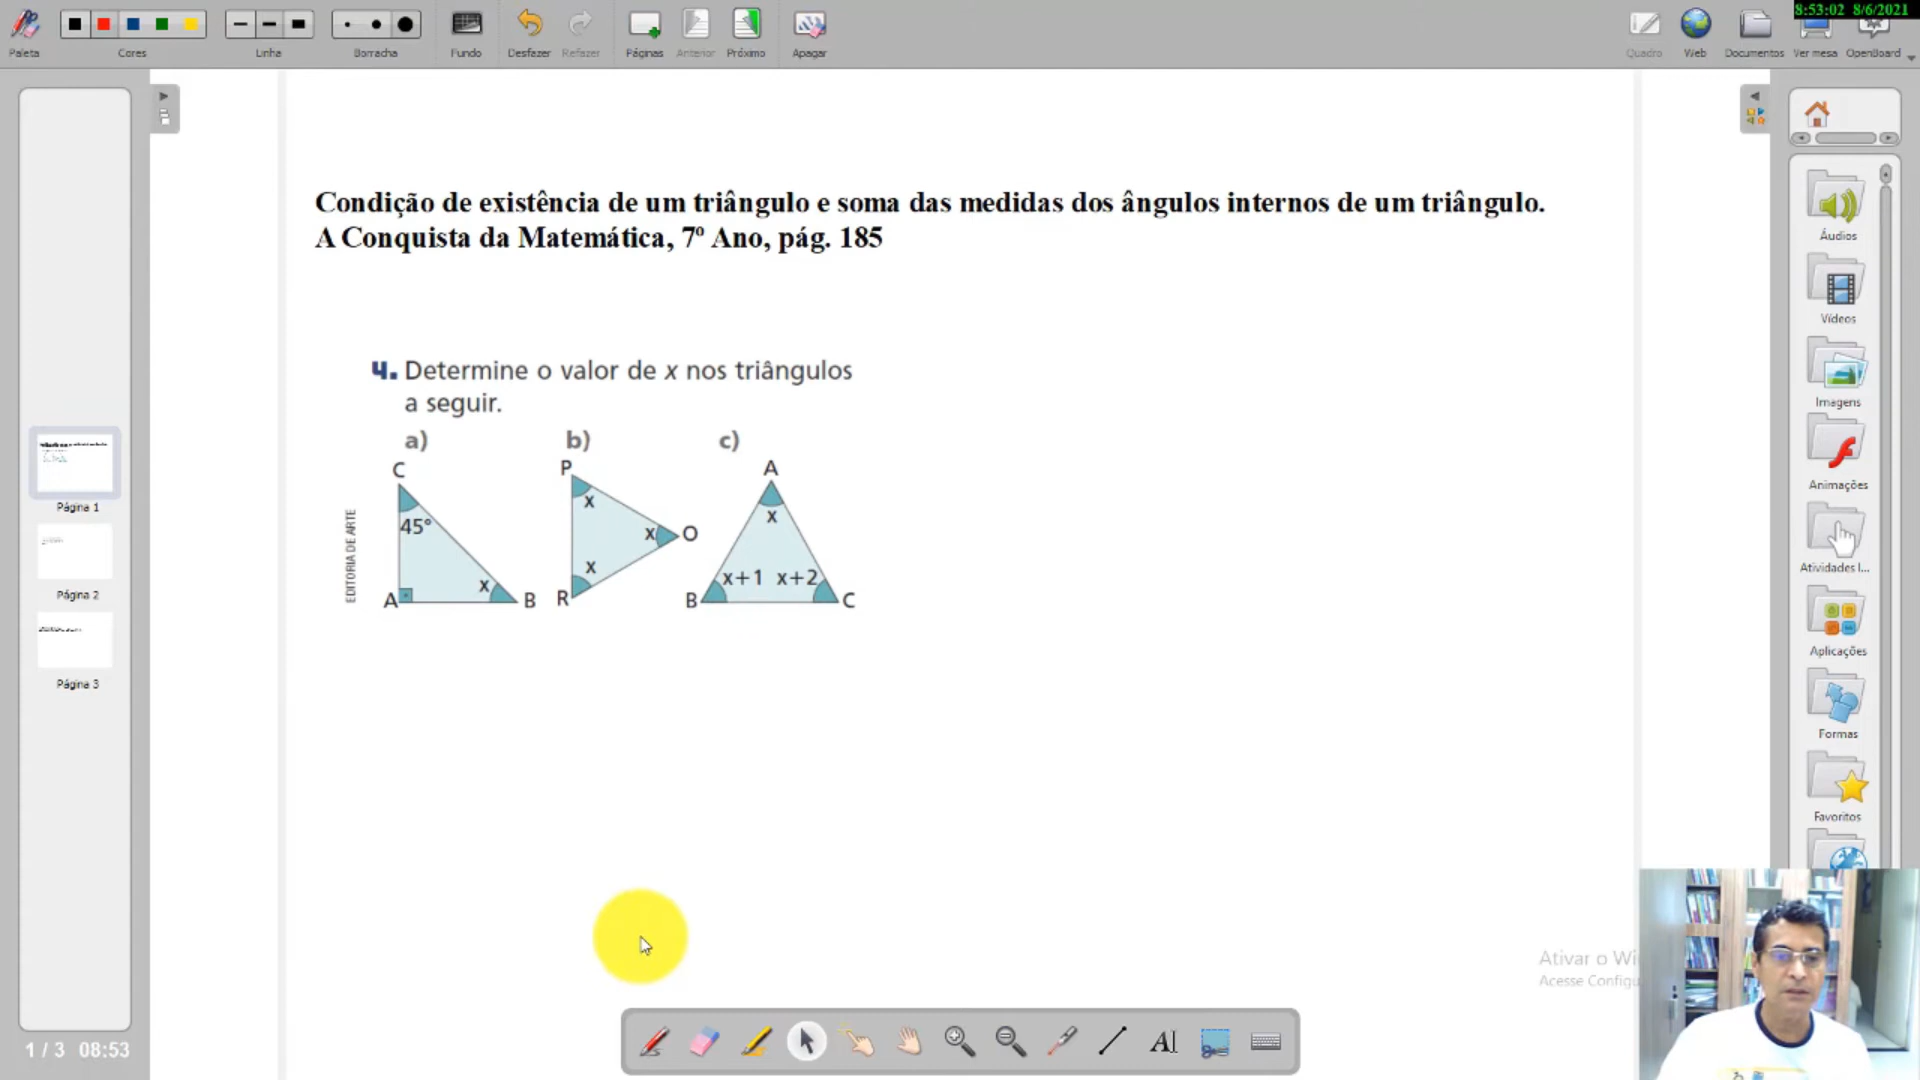 8:53:02 8/6/2021
Paleta
Cores
Linha
Borracha
Fundo
Desfazer
Refazer
Páginas
Anterior
Próximo
Apagar
Quadro
Web
Documentos
Ver mesa
OpenBoard
Condição de existência de um triângulo e soma das medidas dos ângulos internos de um triângulo.
A Conquista da Matemática, 7º Ano, pág. 185
4. Determine o valor de x nos triângulos
a seguir.
a)
b)
c)
C
45°
A
x
B
P
x
x
O
x
R
A
x
x+1
x+2
B
C
EDITORIA DE ARTE
Página 1
Página 2
Página 3
1 / 3 08:53
Áudios
Vídeos
Imagens
Animações
Atividades I...
Aplicações
Formas
Favoritos
Ativar o
Acesse
AI